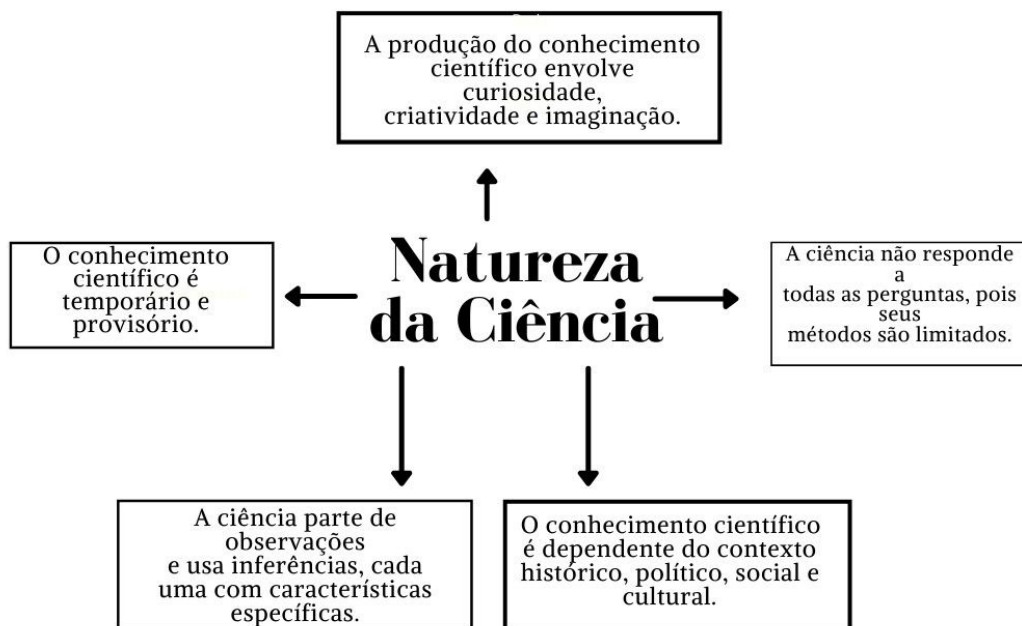 A produção do conhecimento
científico envolve
curiosidade,
criatividade e imaginação.
O conhecimento
científico é
temporário e
provisório.
Natureza
da Ciência
A ciência não responde
a
todas as perguntas, pois
seus
métodos são limitados.
A ciência parte de
observações
e usa inferências, cada
uma com características
específicas.
O conhecimento científico
é dependente do contexto
histórico, político, social e
cultural.